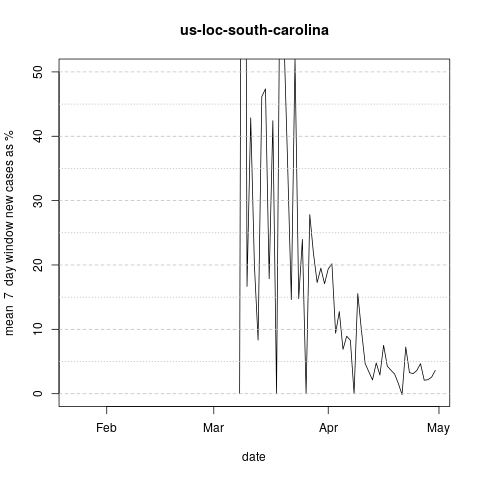 us-loc-south-carolina
mean  7  day window new cases as %
50
40
30
20
10
0
Feb
Mar
Apr
May
date